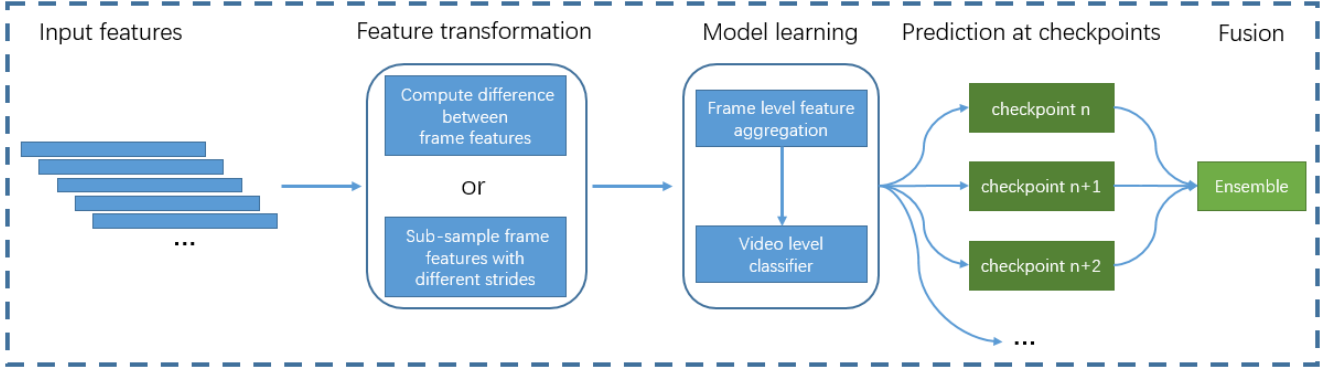 Input features
Feature transformation
Model learning
Prediction at checkpoints
Fusion
...
Compute difference
between
frame features
or
Sub-sample frame
features with
different strides
Frame level feature
aggregation
Video level
classifier
checkpoint n
checkpoint n+1
checkpoint n+2
...
Ensemble